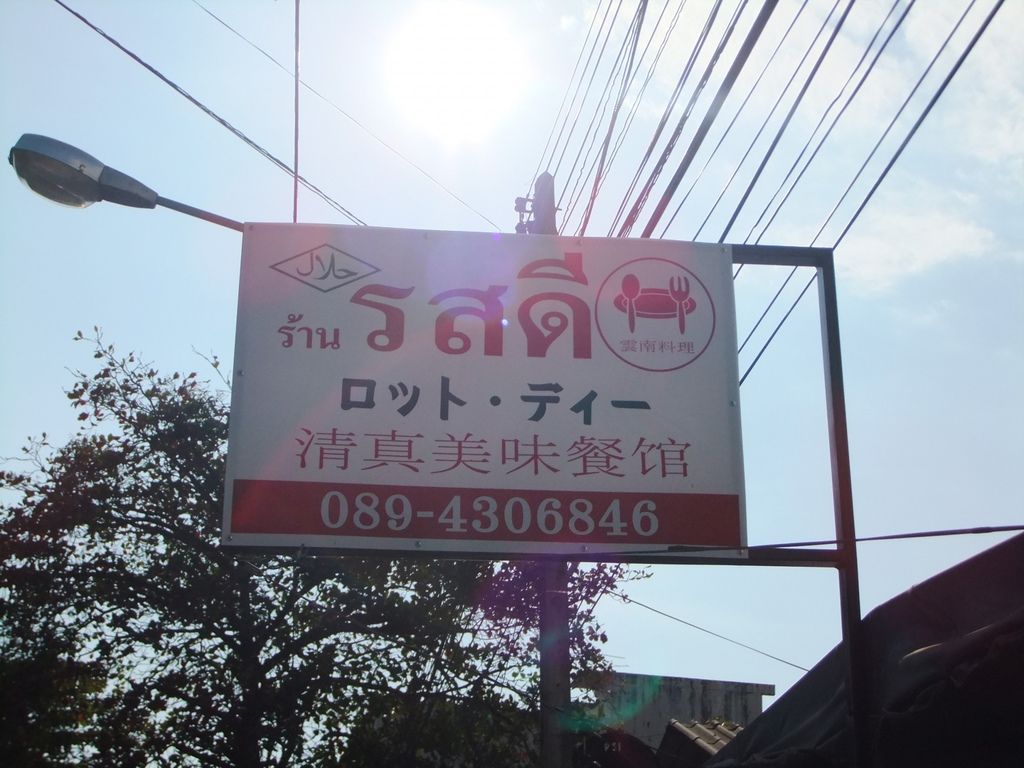 حلال
ร้าน รสดี
雲南料理
ロット・ディー
清真美味餐馆
089-4306846